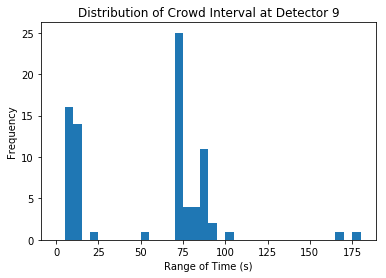 Distribution of Crowd Interval at Detector 9
25
20
15
10
5
0
Frequency
0 25 50 75 100 125 150 175
Range of Time (s)